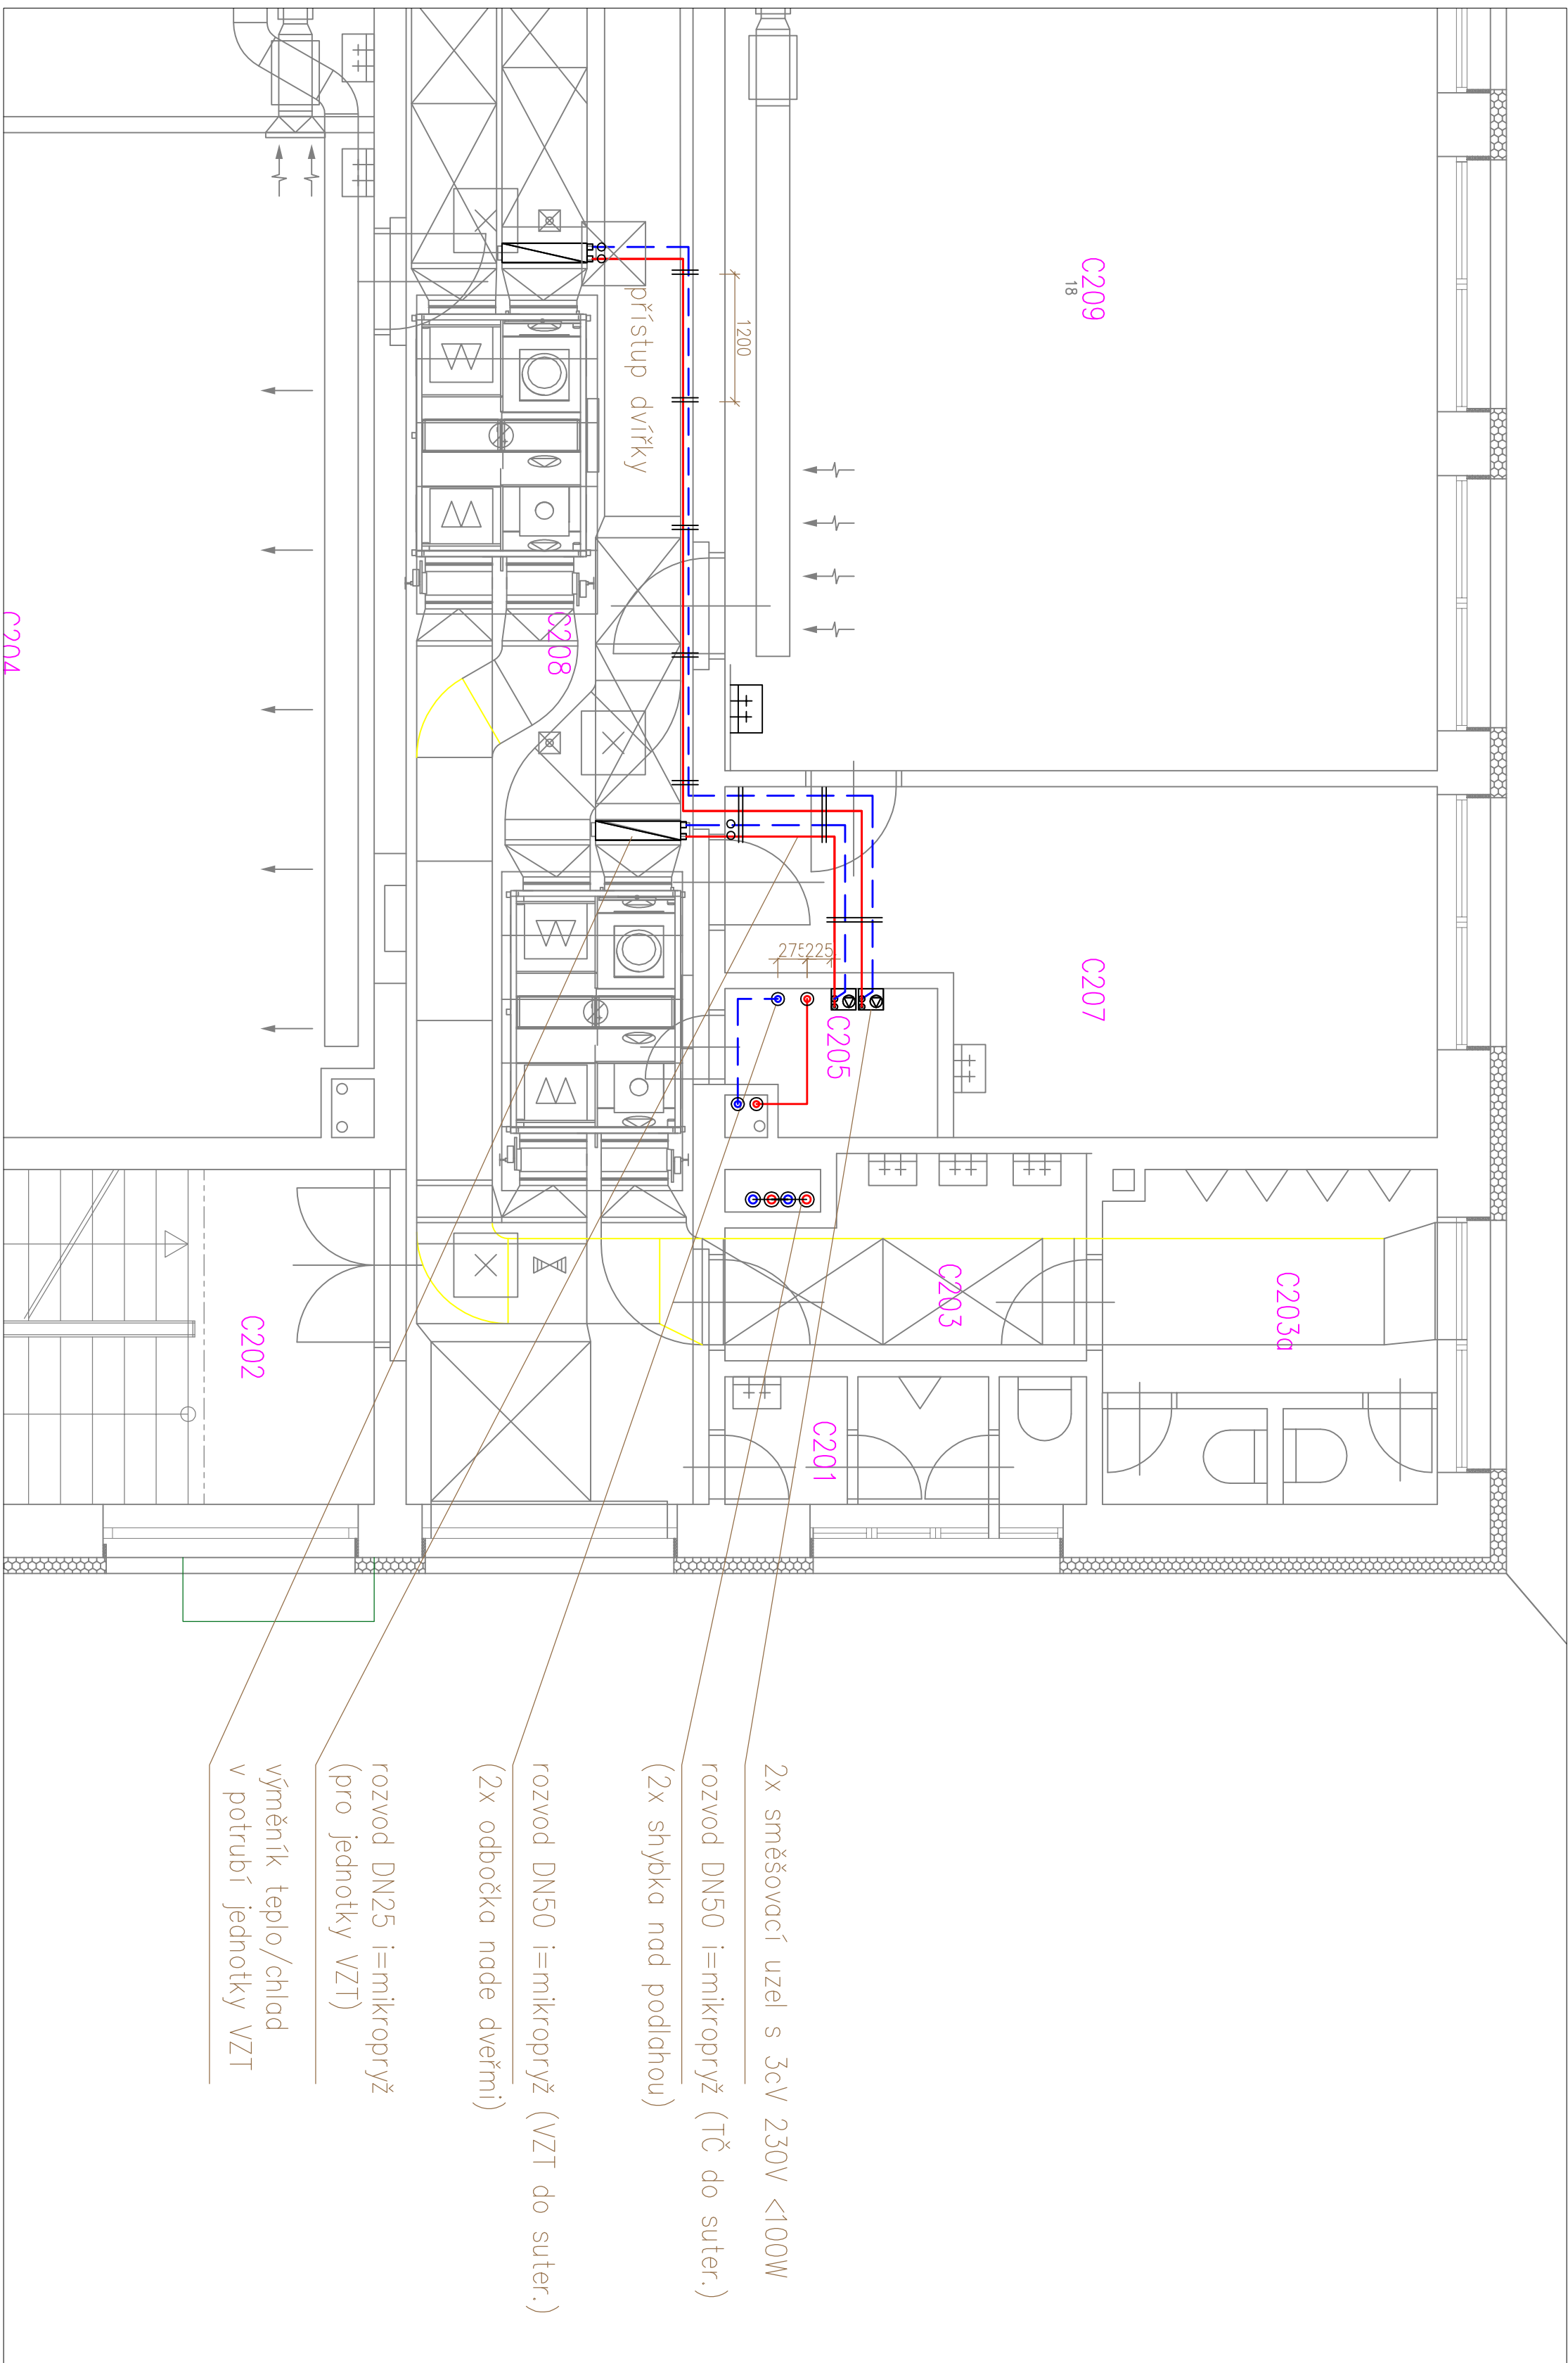 C209
18
1200
přístup dvířky
C208
C204
C207
275
225
C205
C203
C203a
C202
C201
2x směšovací uzel s 3cV 230V <100W
rozvod DN50 i=mikropryž (TČ do suter.)
(2x shybka nad podlahou)
rozvod DN50 i=mikropryž (VZT do suter.)
(2x odbočka nade dveřmi)
rozvod DN25 i=mikropryž
(pro jednotky VZT)
výměník teplo/chlad
v potrubí jednotky VZT